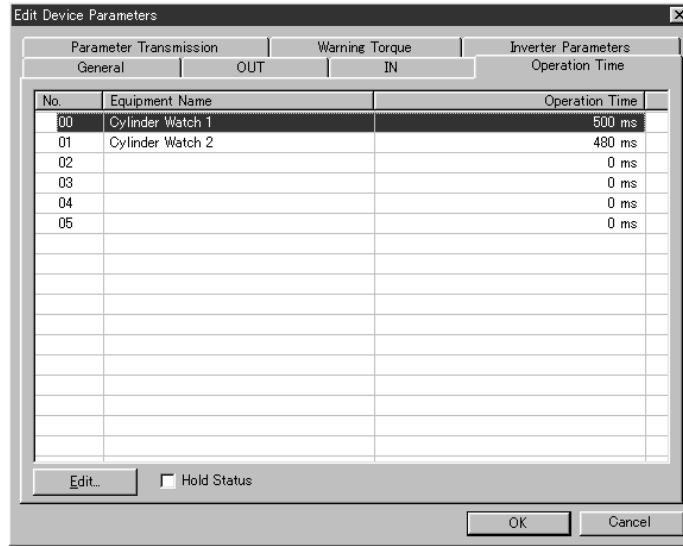 Edit Device Parameters
Parameter Transmission Warning Torque Inverter Parameters
General OUT IN Operation Time
No. Equipment Name Operation Time
00 Cylinder Watch 1 500 ms
01 Cylinder Watch 2 480 ms
02 0 ms
03 0 ms
04 0 ms
05 0 ms
Edit... Hold Status
OK Cancel